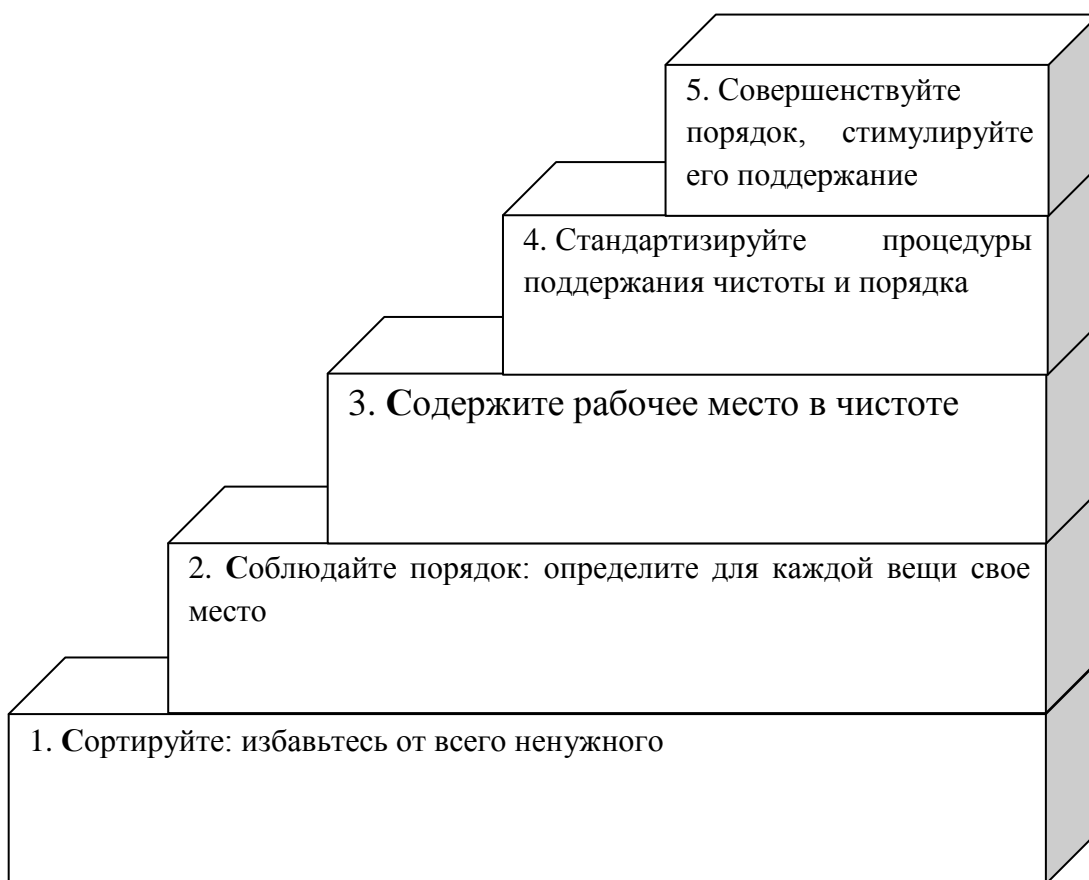 5. Совершенствуйте
порядок, стимулируйте
его поддержание
4. Стандартизируйте процедуры
поддержания чистоты и порядка
3. Содержите рабочее место в чистоте
2. Соблюдайте порядок: определите для каждой вещи свое
место
1. Сортируйте: избавьтесь от всего ненужного